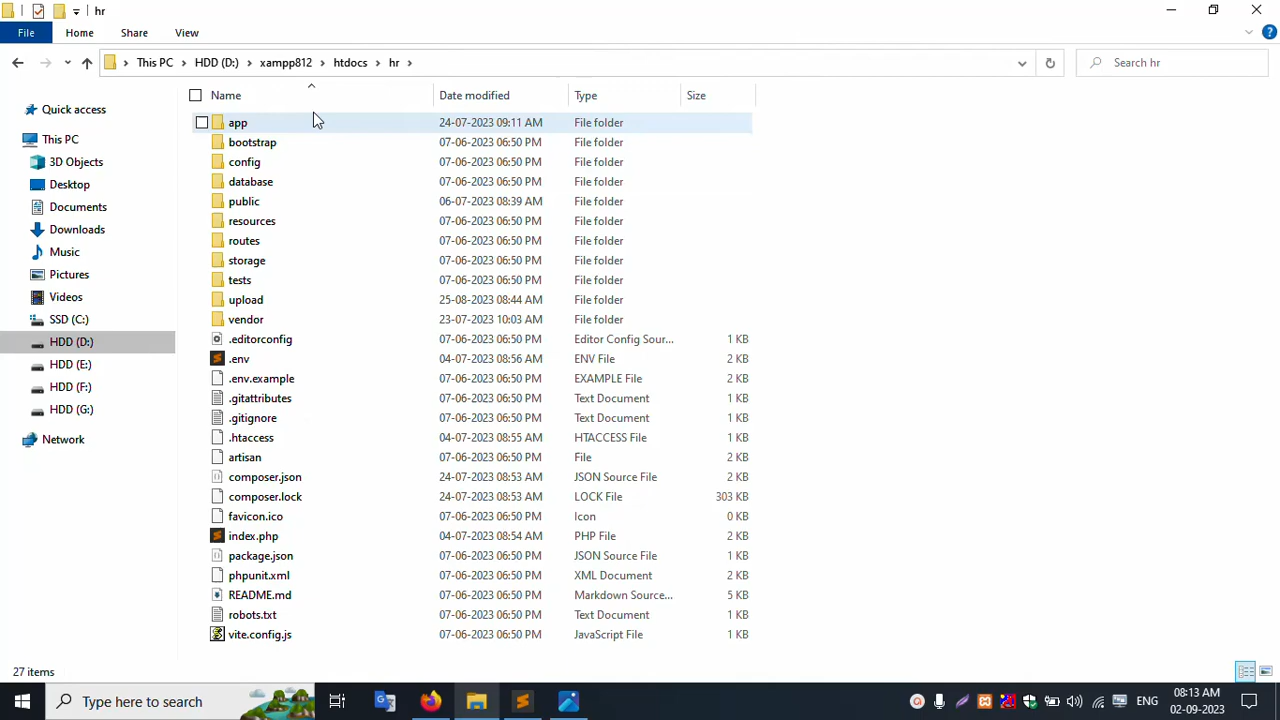 hr
File Home Share View
This PC HDD (D:) xampp812 htdocs hr Search hr
Name Date modified Type Size
Quick access
This PC
3D Objects
Desktop
Documents
Downloads
Music
Pictures
Videos
SSD (C:)
HDD (D:)
HDD (E:)
HDD (F:)
HDD (G:)
Network
app 24-07-2023 09:11 AM File folder
bootstrap 07-06-2023 06:50 PM File folder
config 07-06-2023 06:50 PM File folder
database 07-06-2023 06:50 PM File folder
public 06-07-2023 08:39 AM File folder
resources 07-06-2023 06:50 PM File folder
routes 07-06-2023 06:50 PM File folder
storage 07-06-2023 06:50 PM File folder
tests 07-06-2023 06:50 PM File folder
upload 25-08-2023 08:44 AM File folder
vendor 23-07-2023 10:03 AM File folder
.editorconfig 07-06-2023 06:50 PM Editor Config Sour... 1 KB
.env 04-07-2023 08:56 AM ENV File 2 KB
.env.example 07-06-2023 06:50 PM EXAMPLE File 2 KB
.gitattributes 07-06-2023 06:50 PM Text Document 1 KB
.gitignore 07-06-2023 06:50 PM Text Document 1 KB
.htaccess 04-07-2023 08:55 AM HTACCESS File 1 KB
artisan 07-06-2023 06:50 PM File 2 KB
composer.json 24-07-2023 08:53 AM JSON Source File 2 KB
composer.lock 24-07-2023 08:53 AM LOCK File 303 KB
favicon.ico 07-06-2023 06:50 PM Icon 0 KB
index.php 04-07-2023 08:54 AM PHP File 2 KB
package.json 07-06-2023 06:50 PM JSON Source File 1 KB
phpunit.xml 07-06-2023 06:50 PM XML Document 2 KB
README.md 07-06-2023 06:50 PM Markdown Source... 5 KB
robots.txt 07-06-2023 06:50 PM Text Document 1 KB
vite.config.js 07-06-2023 06:50 PM JavaScript File 1 KB
27 items
Type here to search ENG 08:13 AM
02-09-2023